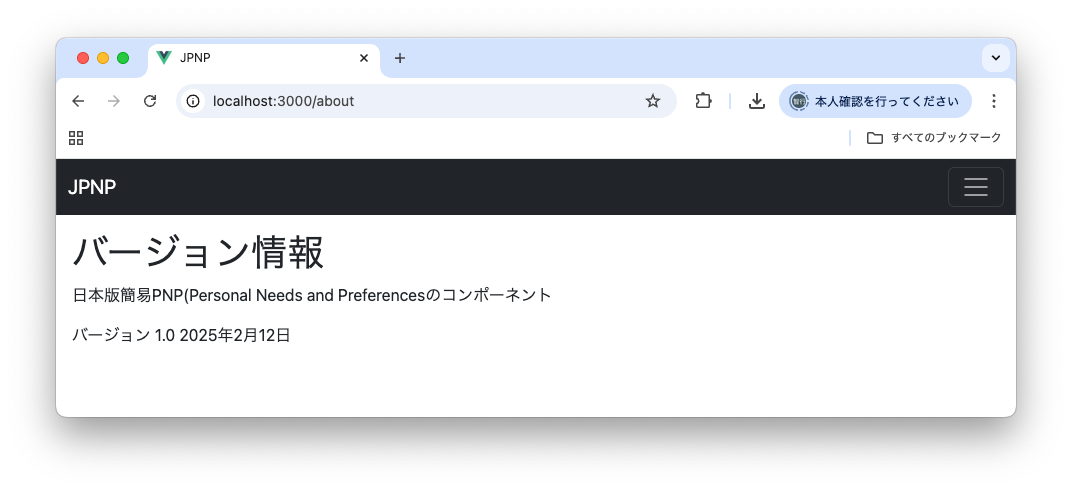 JPNP
localhost:3000/about
本人確認を行ってください
すべてのブックマーク
JPNP
バージョン情報
日本版簡易PNP(Personal Needs and Preferencesのコンポーネント
バージョン 1.0 2025年2月12日